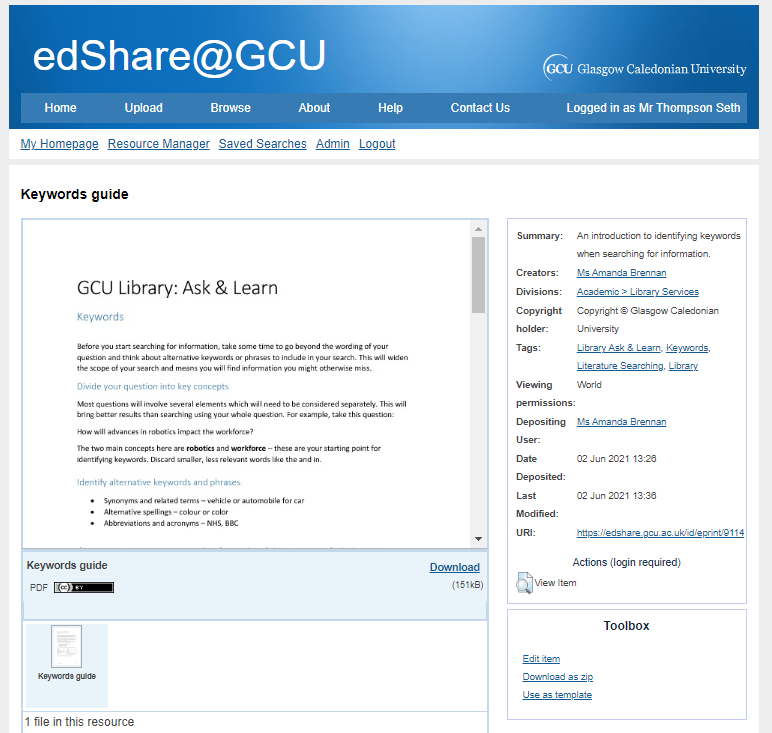 edShare@GCU
GCU Glasgow Caledonian University
Home Upload Browse About Help Contact Us Logged in as Mr Thompson Seth
My Homepage Resource Manager Saved Searches Admin Logout
Keywords guide
GCU Library: Ask & Learn
Keywords
Before you start searching for information, take some time to go beyond the wording of your
question and think about alternative keywords or phrases to include in your search. This will widen
the scope of your search and means you will find information you might otherwise miss.
Divide your question into key concepts
Most questions will involve several elements which will need to be considered separately. This will
bring better results than searching using your whole question. For example, take this question:
How will advances in robotics impact the workforce?
The two main concepts here are robotics and workforce – these are your starting point for
identifying keywords. Discard smaller, less relevant words like the and in.
Identify alternative keywords and phrases
• Synonyms and related terms – vehicle or automobile for car
• Alternative spellings – colour or color
• Abbreviations and acronyms – NHS, BBC
Keywords guide Download
PDF CC BY (151kB)
Keywords guide
1 file in this resource
Summary: An introduction to identifying keywords
when searching for information.
Creators: Ms Amanda Brennan
Divisions: Academic > Library Services
Copyright Copyright © Glasgow Caledonian
holder: University
Tags: Library Ask & Learn, Keywords,
Literature Searching, Library
Viewing World
permissions:
Depositing Ms Amanda Brennan
User:
Date 02 Jun 2021 13:26
Deposited:
Last 02 Jun 2021 13:36
Modified:
URI: https://edshare.gcu.ac.uk/id/eprint/9114
Actions (login required)
View Item
Toolbox
Edit item
Download as zip
Use as template